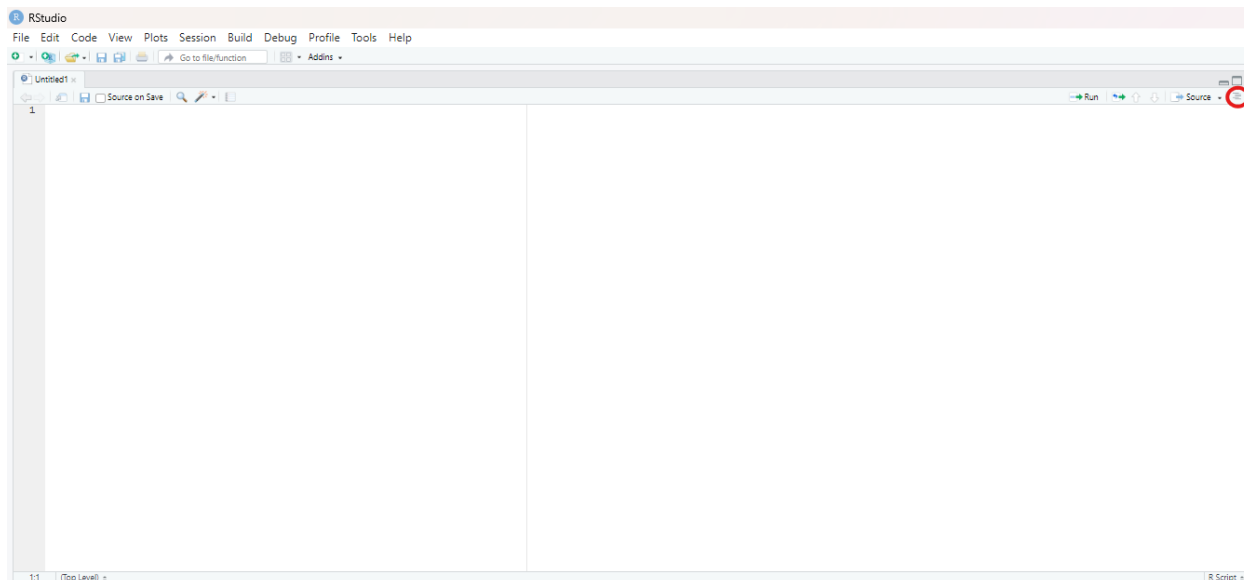 R RStudio
File Edit Code View Plots Session Build Debug Profile Tools Help
Go to file/function Addins
Untitled1 ×
Source on Save Run Source
1
1:1 (Top Level) R Script